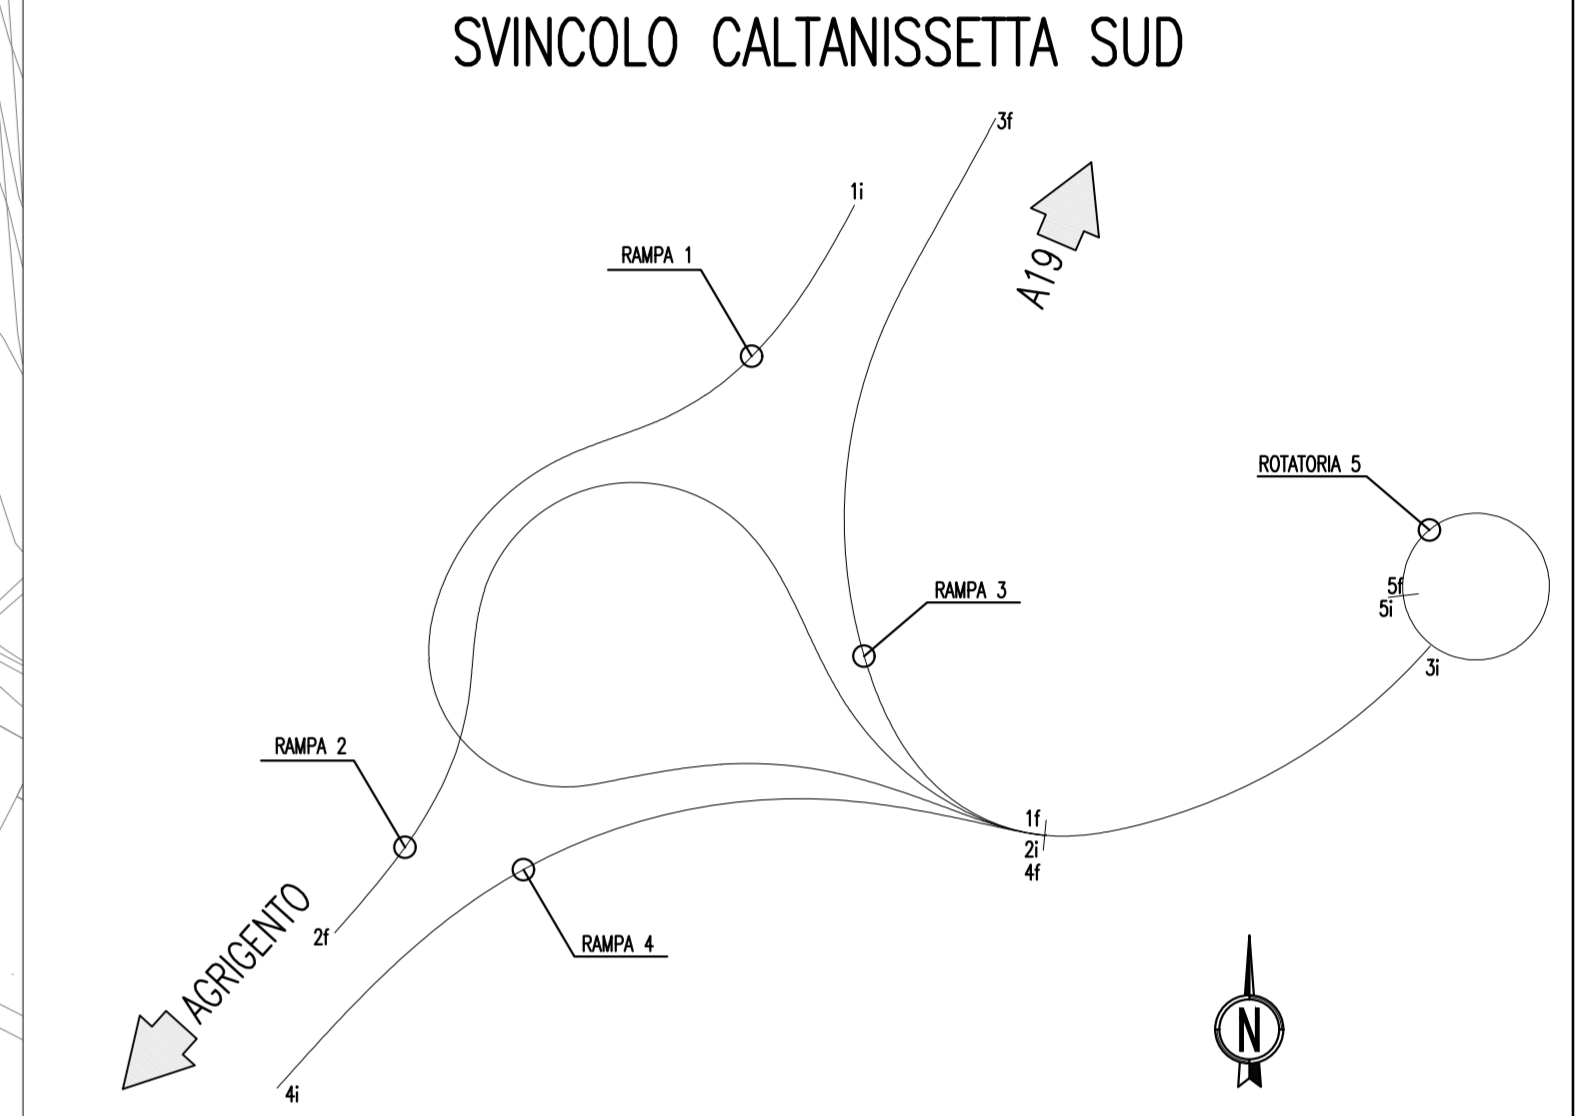 SVINCOLO CALTANISSETTA SUD
3f
1i
RAMPA 1
A19
ROTATORIA 5
5f
5i
RAMPA 3
3i
RAMPA 2
1f
2i
4f
AGRIGENTO
2f
RAMPA 4
N
4i